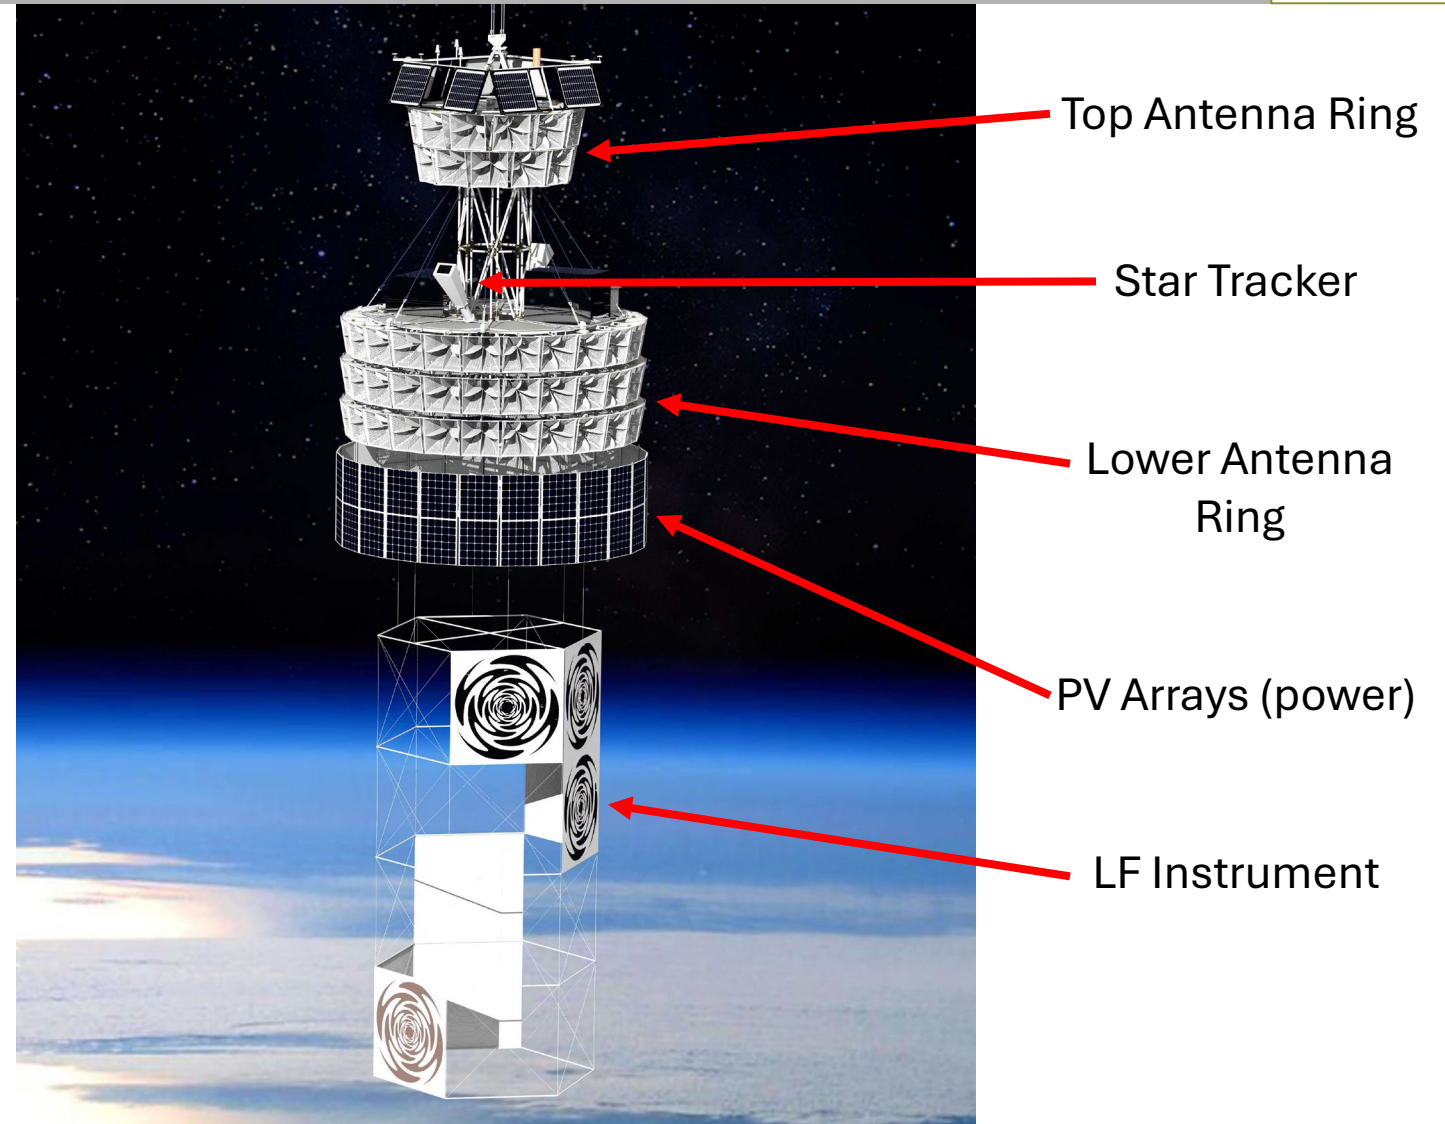 Top Antenna Ring
Star Tracker
Lower Antenna
Ring
PV Arrays (power)
LF Instrument